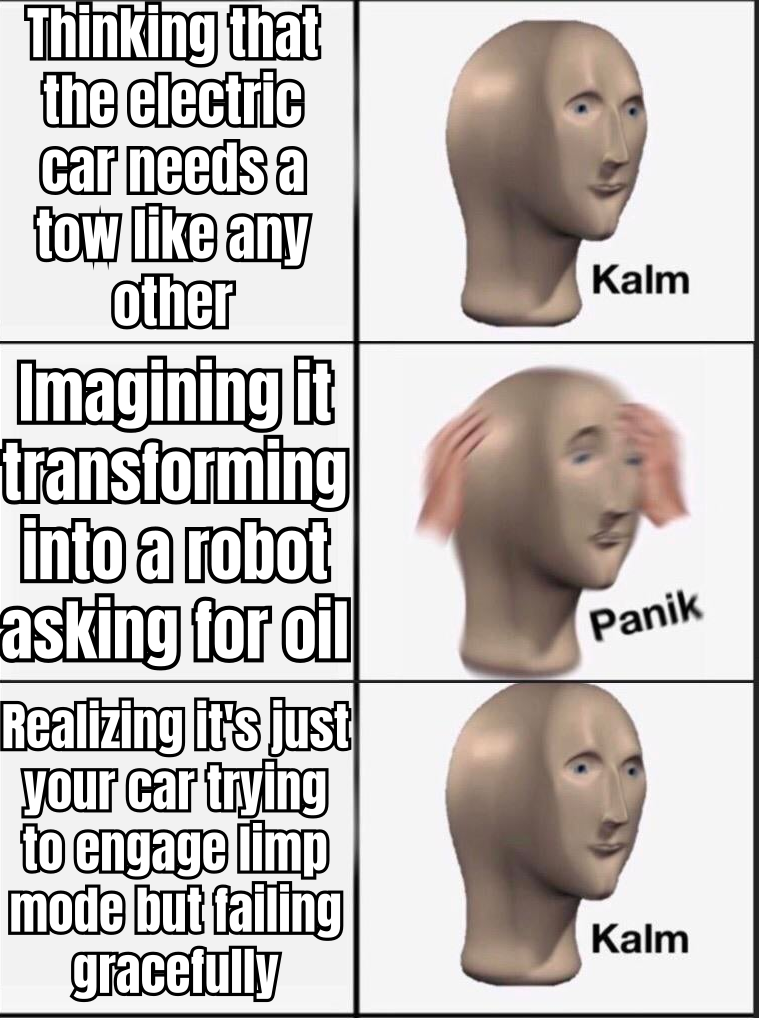 Thinking that
the electric
car needs a
tow like any
other
Kalm
Imagining it
transforming
into a robot
asking for oil
Panik
Realizing it's just
your car trying
to engage limp
mode but failing
gracefully
Kalm